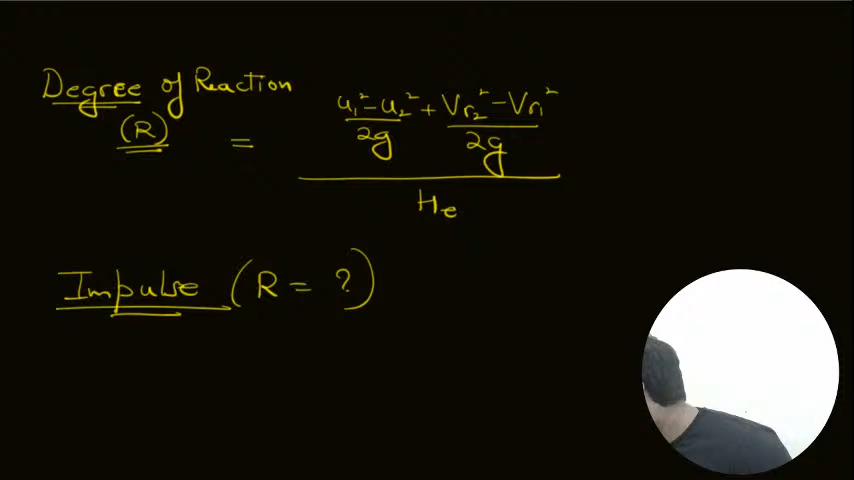 Degree of Reaction
(R) = u₁² - u₂² / 2g + Vr₂² - Vr₁² / 2g
He
Impulse (R = ?)